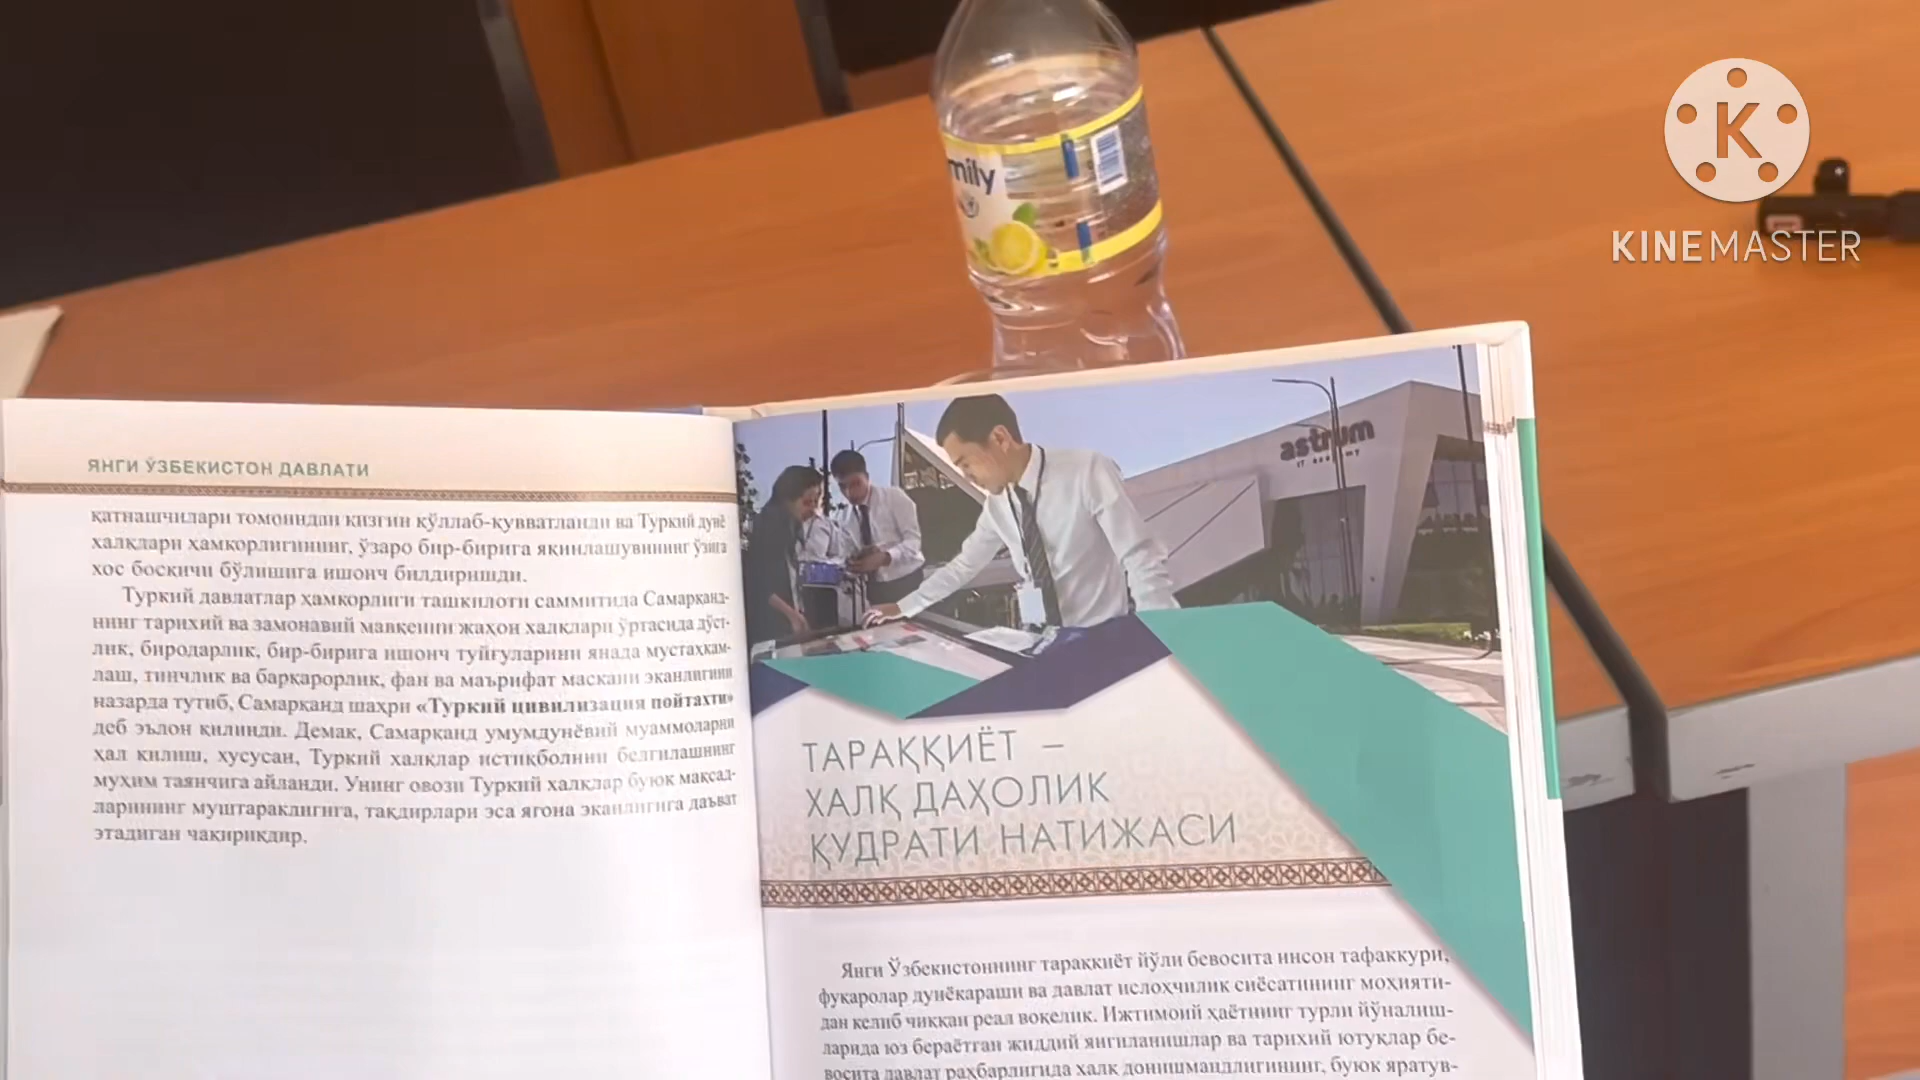 KINEMASTER
mily
astrum
IT academy
ЯНГИ ЎЗБЕКИСТОН ДАВЛАТИ
қатнашчилари томонидан қизғин қўллаб-қувватланди ва Туркий дунё
халқлари ҳамкорлигининг, ўзаро бир-бирига яқинлашувининг ўзига
хос босқичи бўлишига ишонч билдиришди.
Туркий давлатлар ҳамкорлиги ташкилоти саммитида Самарқанд-
нинг тарихий ва замонавий мавқеини жаҳон халқлари ўртасида дўст-
лик, биродарлик, бир-бирига ишонч туйғуларини янада мустаҳкам-
лаш, тинчлик ва барқарорлик, фан ва маърифат маскани эканлигини
назарда тутиб, Самарқанд шаҳри «Туркий цивилизация пойтахти»
деб эълон қилинди. Демак, Самарқанд умумдунёвий муаммоларни
ҳал қилиш, хусусан, Туркий халқлар истиқболини белгилашнинг
муҳим таянчига айланди. Унинг овози Туркий халқлар буюк мақсад-
ларининг муштараклигига, тақдирлари эса ягона эканлигига даъват
этадиган чақириқдир.
ТАРАҚҚИЁТ –
ХАЛҚ ДАҲОЛИК
ҚУДРАТИ НАТИЖАСИ
Янги Ўзбекистоннинг тараққиёт йўли бевосита инсон тафаккури,
фуқаролар дунёқараши ва давлат ислоҳчилик сиёсатининг моҳияти-
дан келиб чиққан реал воқелик. Ижтимоий ҳаётнинг турли йўналиш-
ларида юз бераётган жиддий янгиланишлар ва тарихий ютуқлар бе-
восита давлат раҳбарлигида халқ донишмандлигининг, буюк яратув-